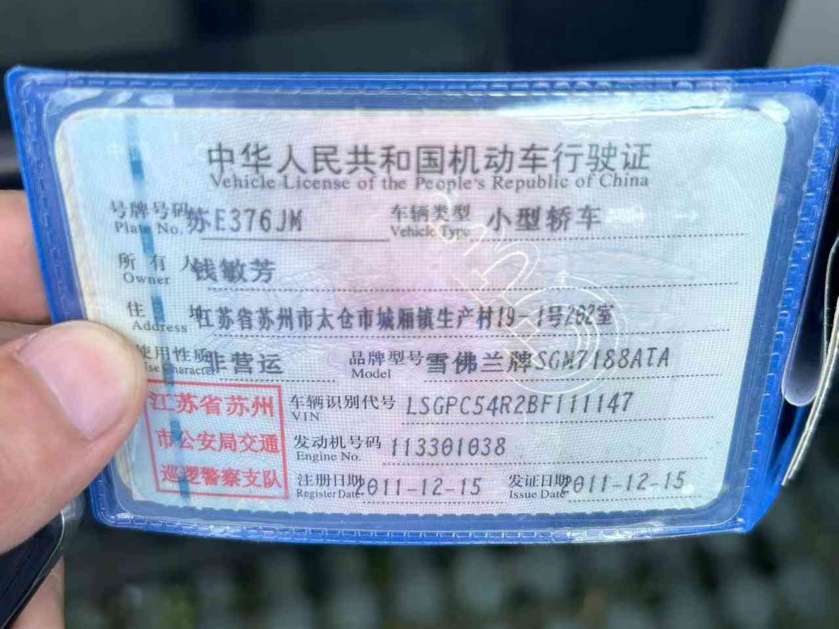 中华人民共和国机动车行驶证
Vehicle License of the People's Republic of China
号牌号码 苏E376JM 车辆类型 小型轿车
Plate No. Vehicle Type
所有人 钱敏芳
Owner
住 地 江苏省苏州市太仓市城厢镇生产村19-1号202室
Address
使用性质 非营运 品牌型号 雪佛兰牌SGM7188ATA
Use Character Model
江苏省苏州 车辆识别代号 LSGPC54R2BF111147
VIN
市公安局交通 发动机号码 113301038
Engine No.
巡逻警察支队 注册日期 2011-12-15 发证日期 2011-12-15
Register Date Issue Date